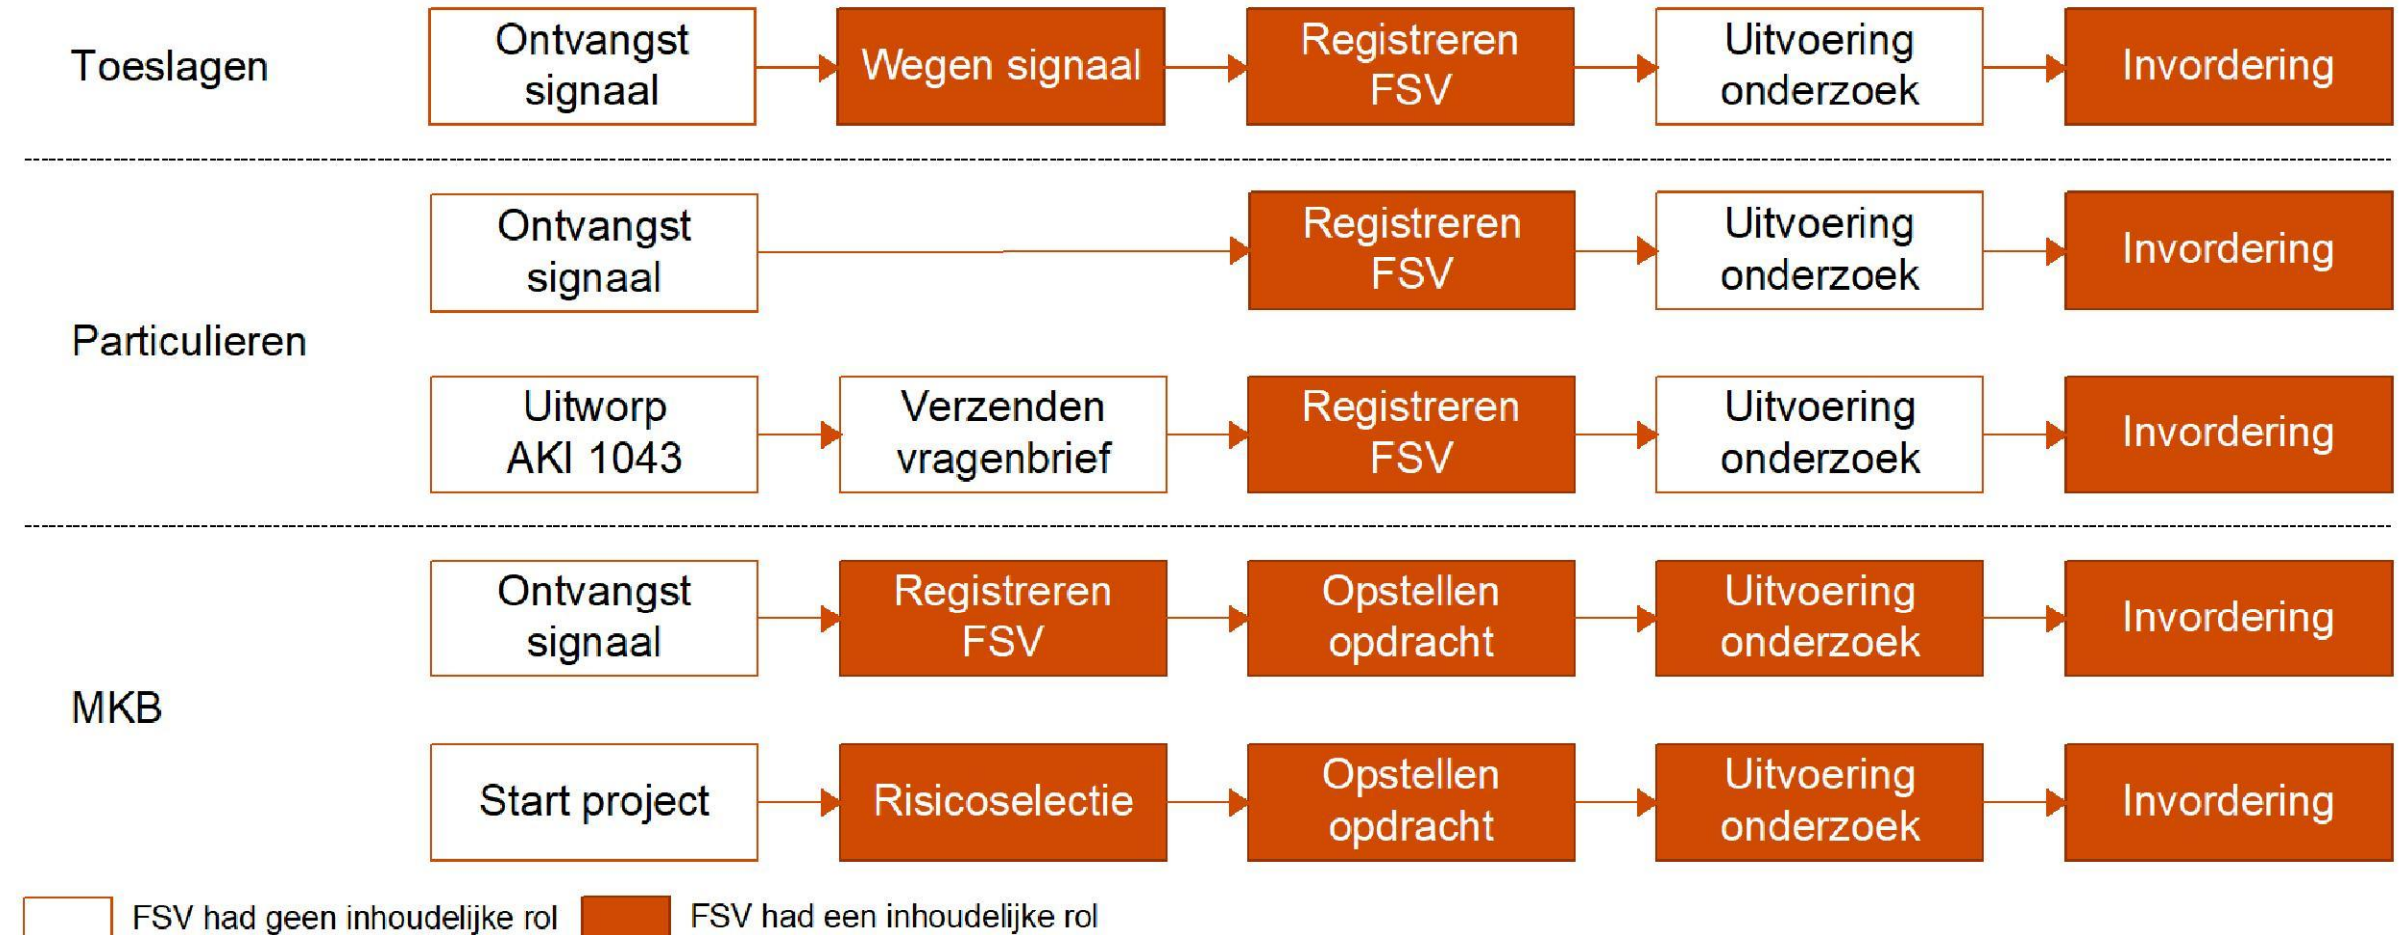 Toeslagen
Ontvangst
signaal
Wegen signaal
Registreren
FSV
Uitvoering
onderzoek
Invordering
Particulieren
Ontvangst
signaal
Registreren
FSV
Uitvoering
onderzoek
Invordering
Uitworp
AKI 1043
Verzenden
vragenbrief
Registreren
FSV
Uitvoering
onderzoek
Invordering
MKB
Ontvangst
signaal
Registreren
FSV
Opstellen
opdracht
Uitvoering
onderzoek
Invordering
Start project
Risicoselectie
Opstellen
opdracht
Uitvoering
onderzoek
Invordering
FSV had geen inhoudelijke rol
FSV had een inhoudelijke rol